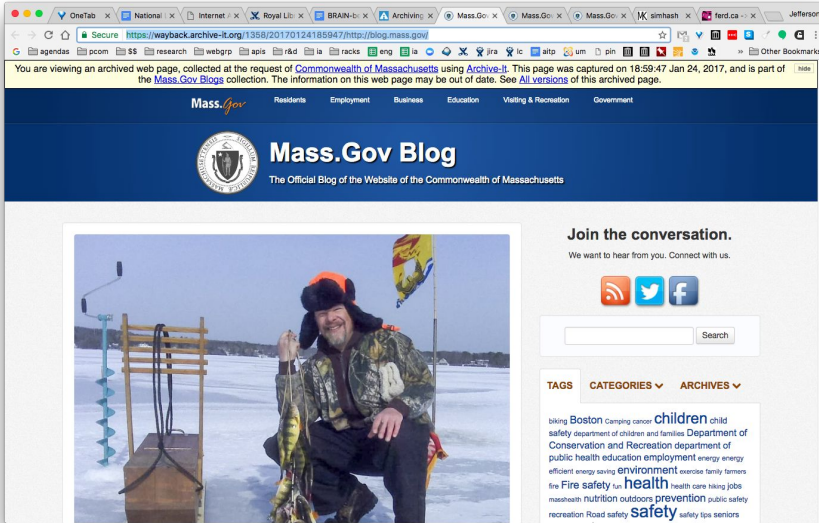 OneTab
National
Internet A
Royal Libr
BRAIN-bo
Archiving
Mass.Gov
Mass.Gov
Mass.Gov
simhash
ferd.ca -
Jefferson
Secure https://wayback.archive-it.org/1358/20170124185947/http://blog.mass.gov/
agendas pcom $$ research webgrp apis r&d ia racks eng ia jira lc aitp um pin » Other Bookmarks
You are viewing an archived web page, collected at the request of Commonwealth of Massachusetts using Archive-It. This page was captured on 18:59:47 Jan 24, 2017, and is part of hide
the Mass.Gov Blogs collection. The information on this web page may be out of date. See All versions of this archived page.
Mass.Gov Residents Employment Business Education Visiting & Recreation Government
Mass.Gov Blog
The Official Blog of the Website of the Commonwealth of Massachusetts
Join the conversation.
We want to hear from you. Connect with us.
Search
TAGS CATEGORIES ARCHIVES
biking Boston Camping cancer children child
safety department of children and families Department of
Conservation and Recreation department of
public health education employment energy energy
efficient energy saving environment exercise family farmers
fire Fire safety fun health health care hiking jobs
masshealth nutrition outdoors prevention public safety
recreation Road safety safety safety tips seniors